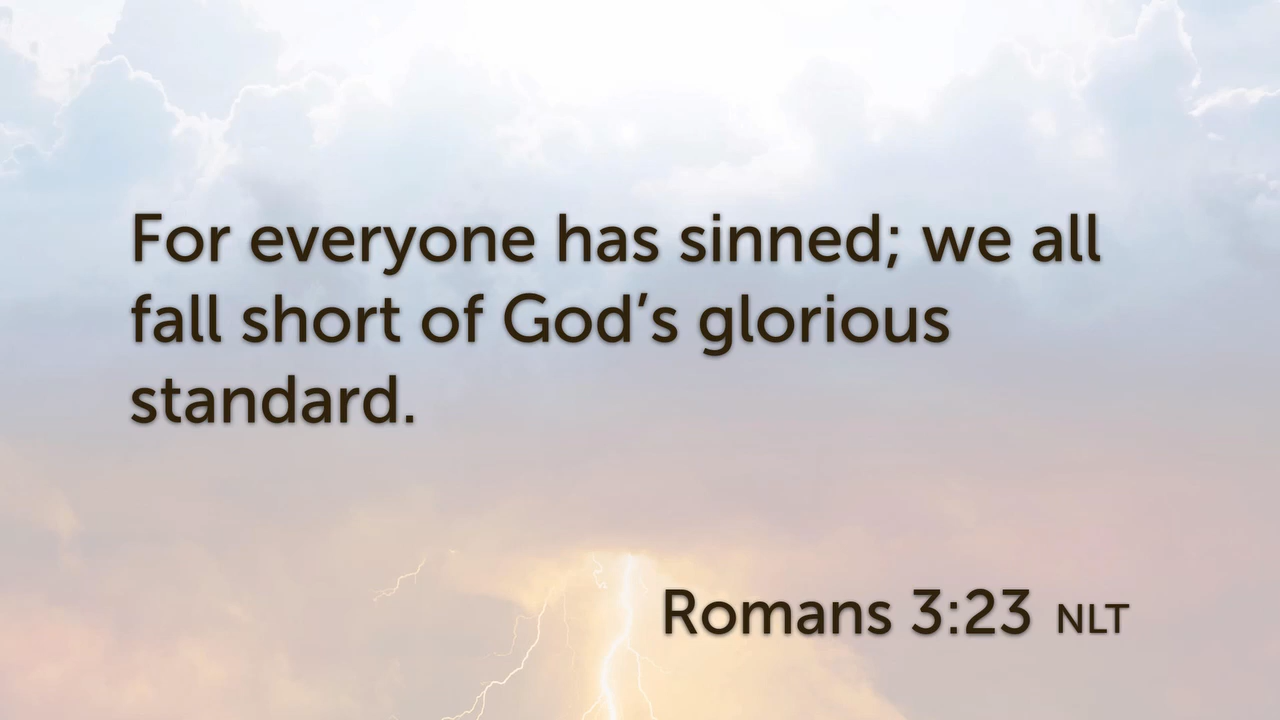 For everyone has sinned; we all
fall short of God’s glorious
standard.
Romans 3:23 NLT